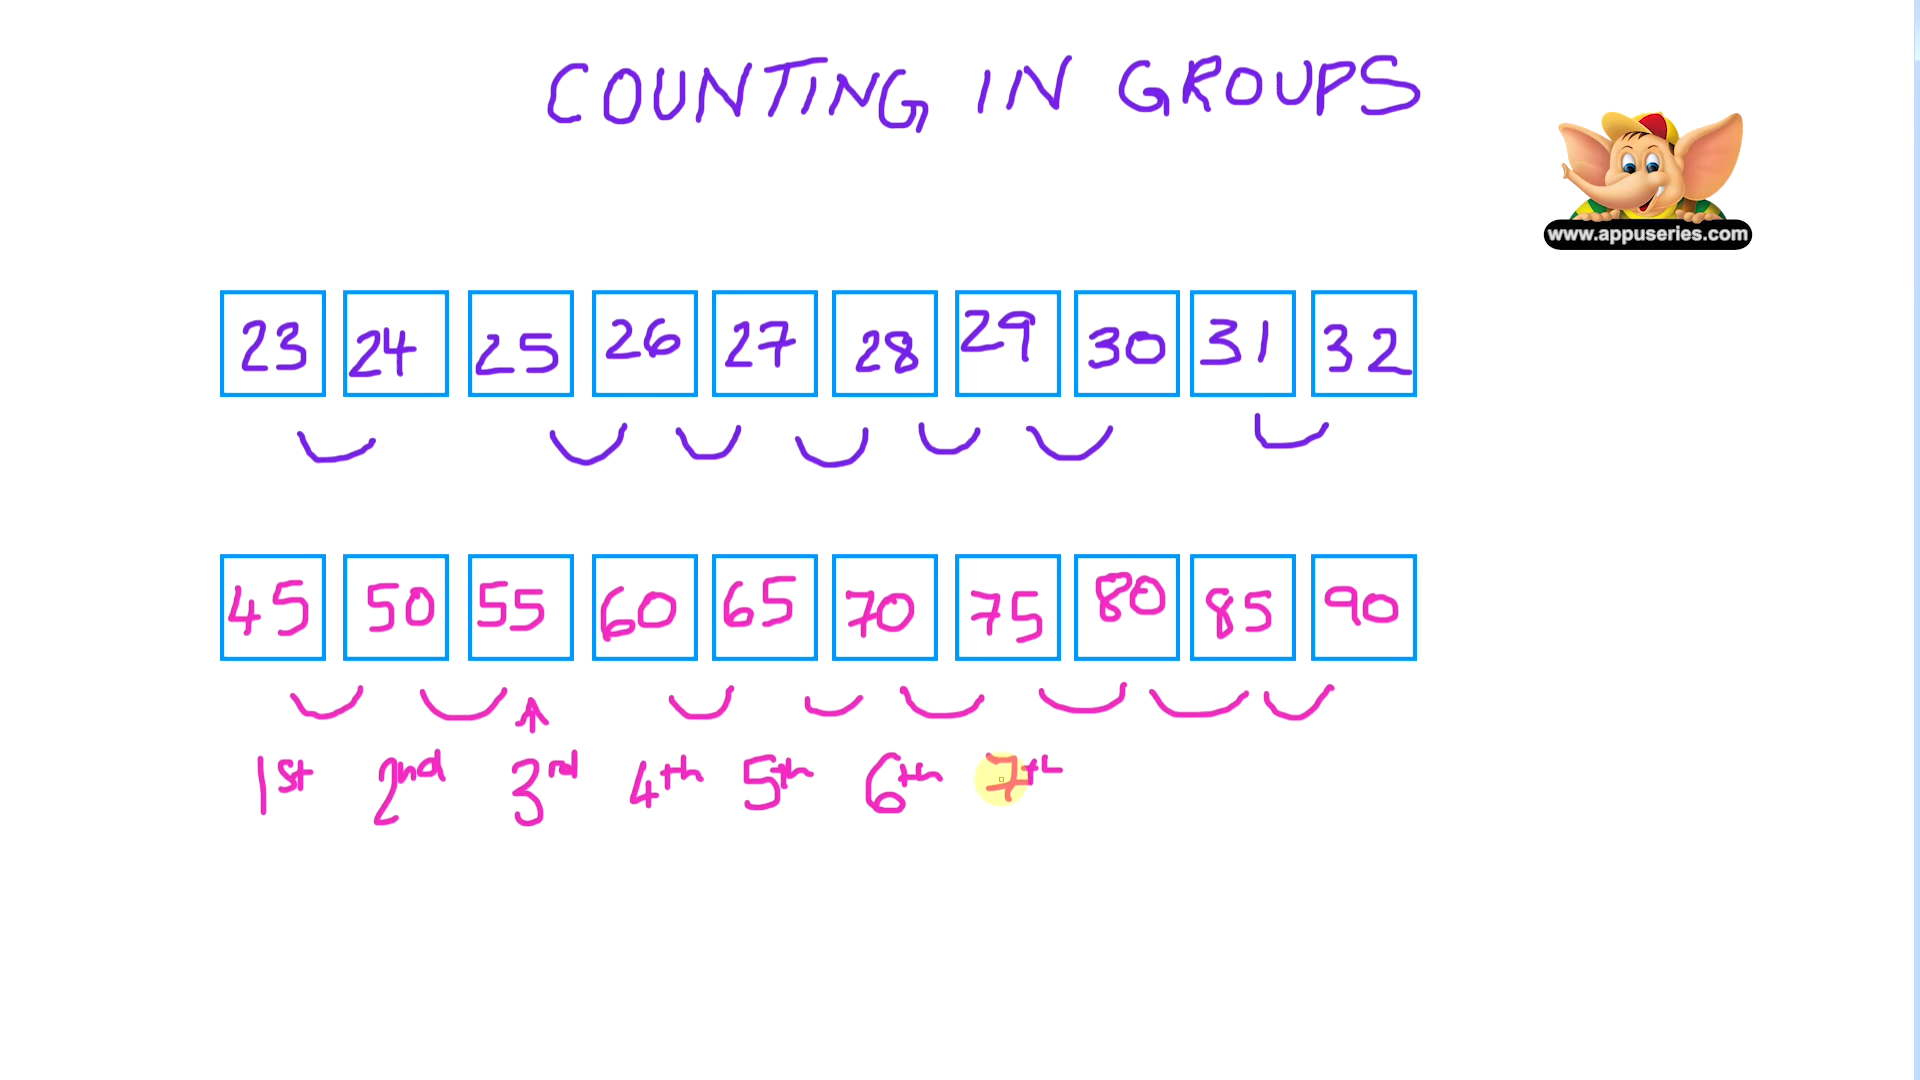 COUNTING IN GROUPS
www.appuseries.com
23 24 25 26 27 28 29 30 31 32
45 50 55 60 65 70 75 80 85 90
1st 2nd 3rd 4th 5th 6th 7th